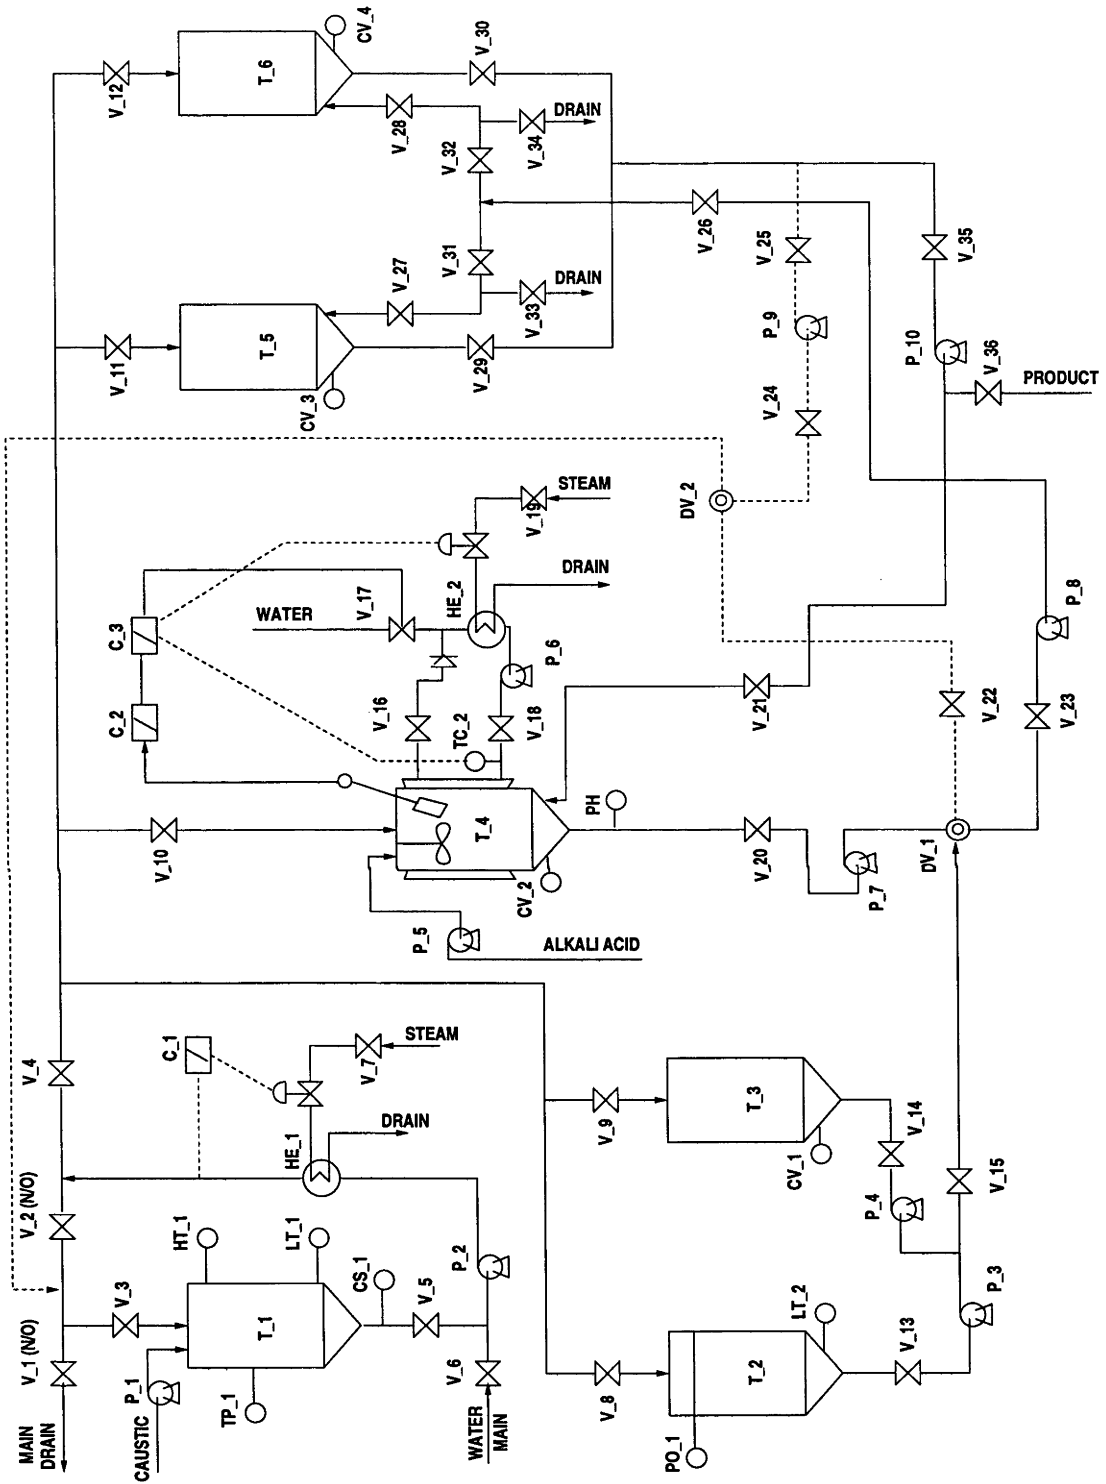 MAIN
DRAIN
V_1 (N/O)
V_2 (N/O)
V_4
CAUSTIC
P_1
V_3
TP_1
T_1
HT_1
LT_1
CS_1
V_5
V_6
WATER
MAIN
P_2
HE_1
DRAIN
C_1
V_7
STEAM
V_8
V_9
PO_1
T_2
LT_2
V_13
P_3
CV_1
T_3
V_14
P_4
V_15
V_10
P_5
ALKALI ACID
CV_2
T_4
PH
V_20
P_7
DV_1
C_2
C_3
V_16
TC_2
V_18
P_6
WATER
V_17
HE_2
DRAIN
V_19
STEAM
V_21
V_22
V_23
P_8
DV_2
V_24
P_9
V_25
V_26
V_11
T_5
CV_3
V_27
V_29
V_31
V_33
DRAIN
V_12
T_6
CV_4
V_28
V_30
V_32
V_34
DRAIN
V_35
P_10
V_36
PRODUCT